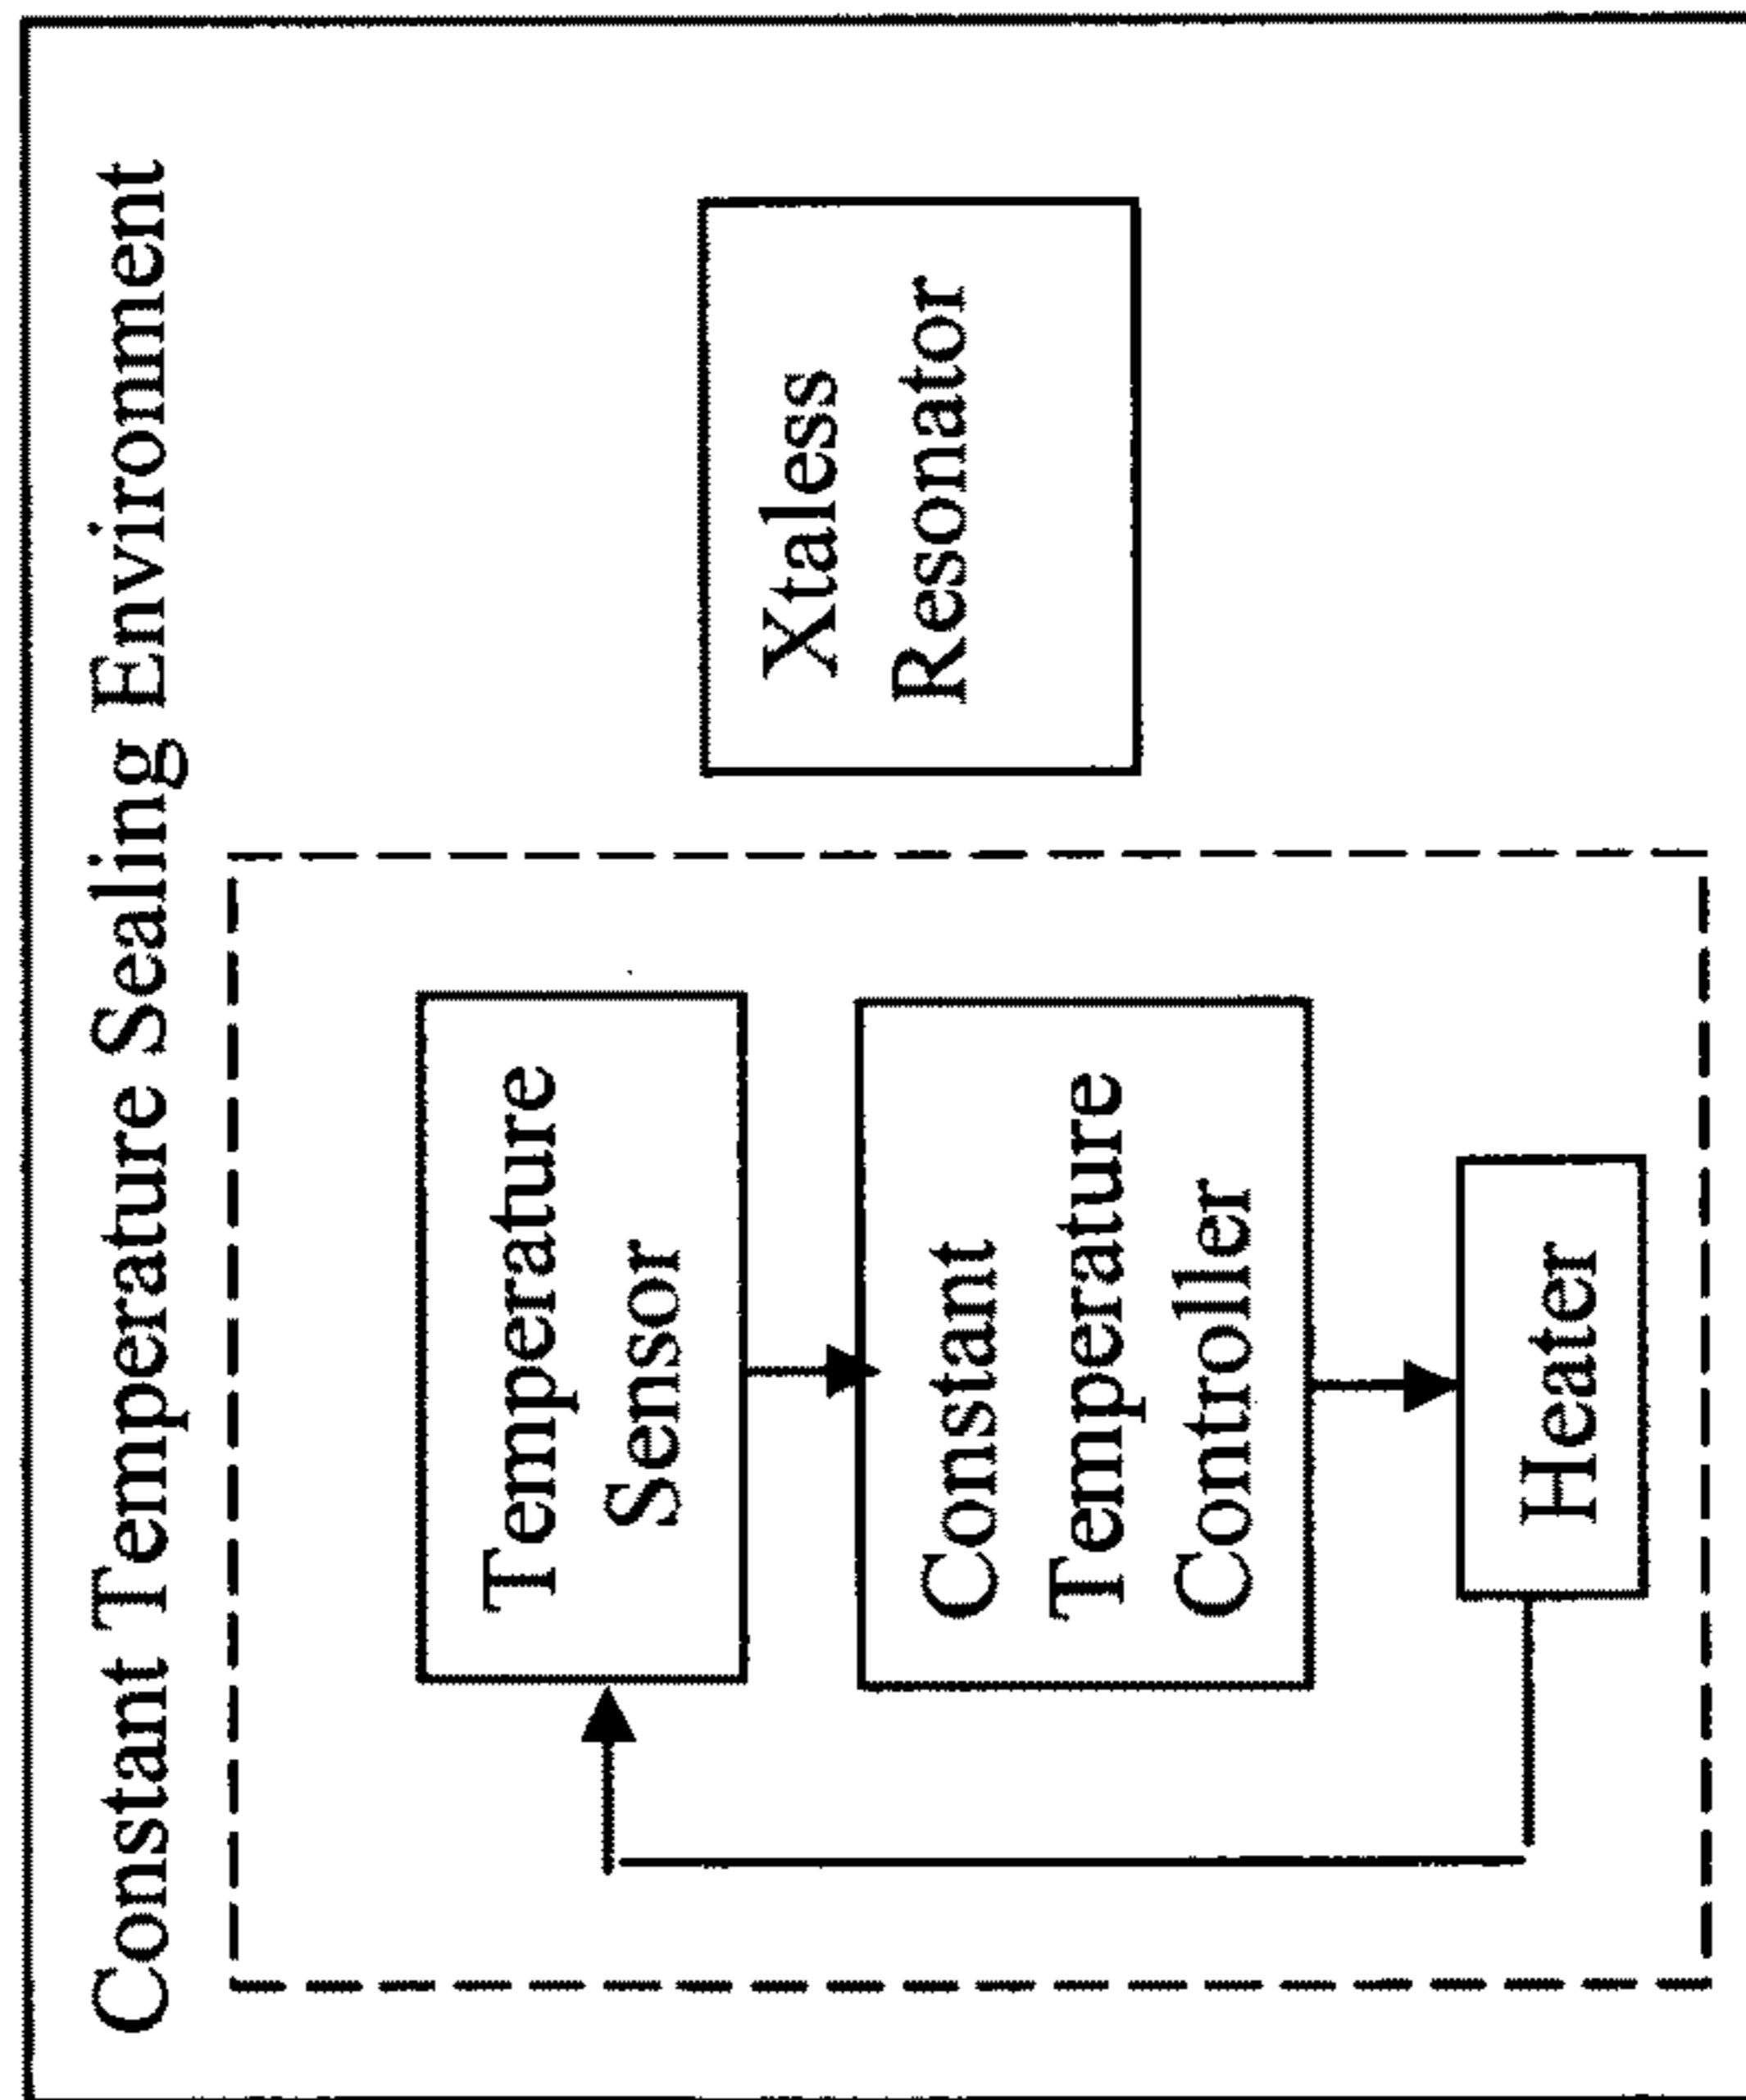 Constant Temperature Sealing Environment
Temperature
Sensor
Constant
Temperature
Controller
Heater
Xtaless
Resonator